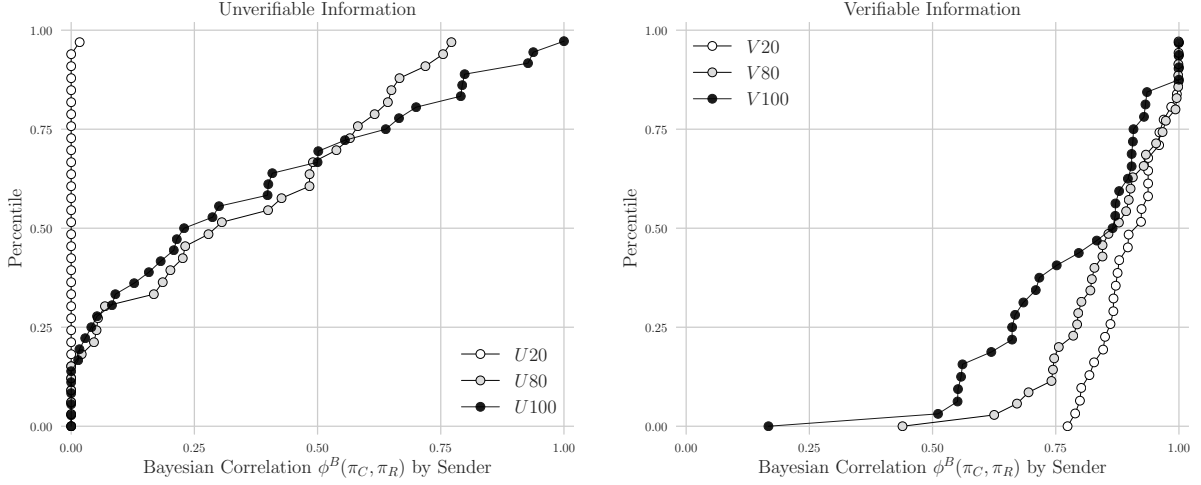 Unverifiable Information
1.00
0.75
0.50
0.25
0.00
Percentile
0.00 0.25 0.50 0.75 1.00
Bayesian Correlation ϕ^B(π_C, π_R) by Sender
U20
U80
U100
Verifiable Information
1.00
0.75
0.50
0.25
0.00
Percentile
0.00 0.25 0.50 0.75 1.00
Bayesian Correlation ϕ^B(π_C, π_R) by Sender
V20
V80
V100